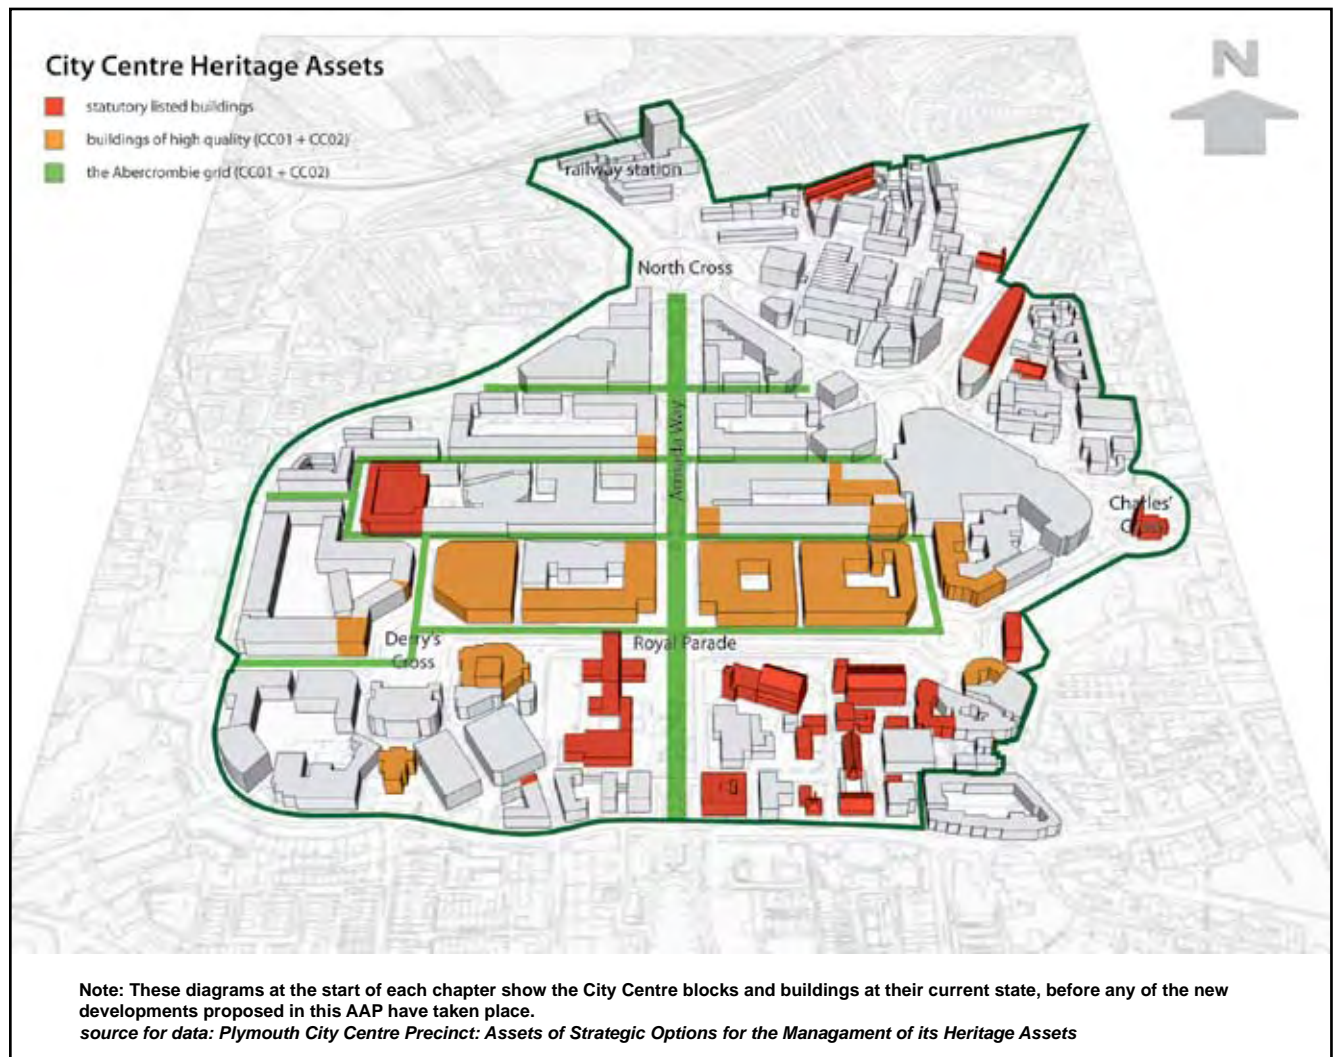 City Centre Heritage Assets
statutory listed buildings
buildings of high quality (CC01 + CC02)
the Abercrombie grid (CC01 + CC02)
N
railway station
North Cross
Armada Way
Charles'
Cross
Derry's
Cross
Royal Parade
Note: These diagrams at the start of each chapter show the City Centre blocks and buildings at their current state, before any of the new
developments proposed in this AAP have taken place.
source for data: Plymouth City Centre Precinct: Assets of Strategic Options for the Managament of its Heritage Assets